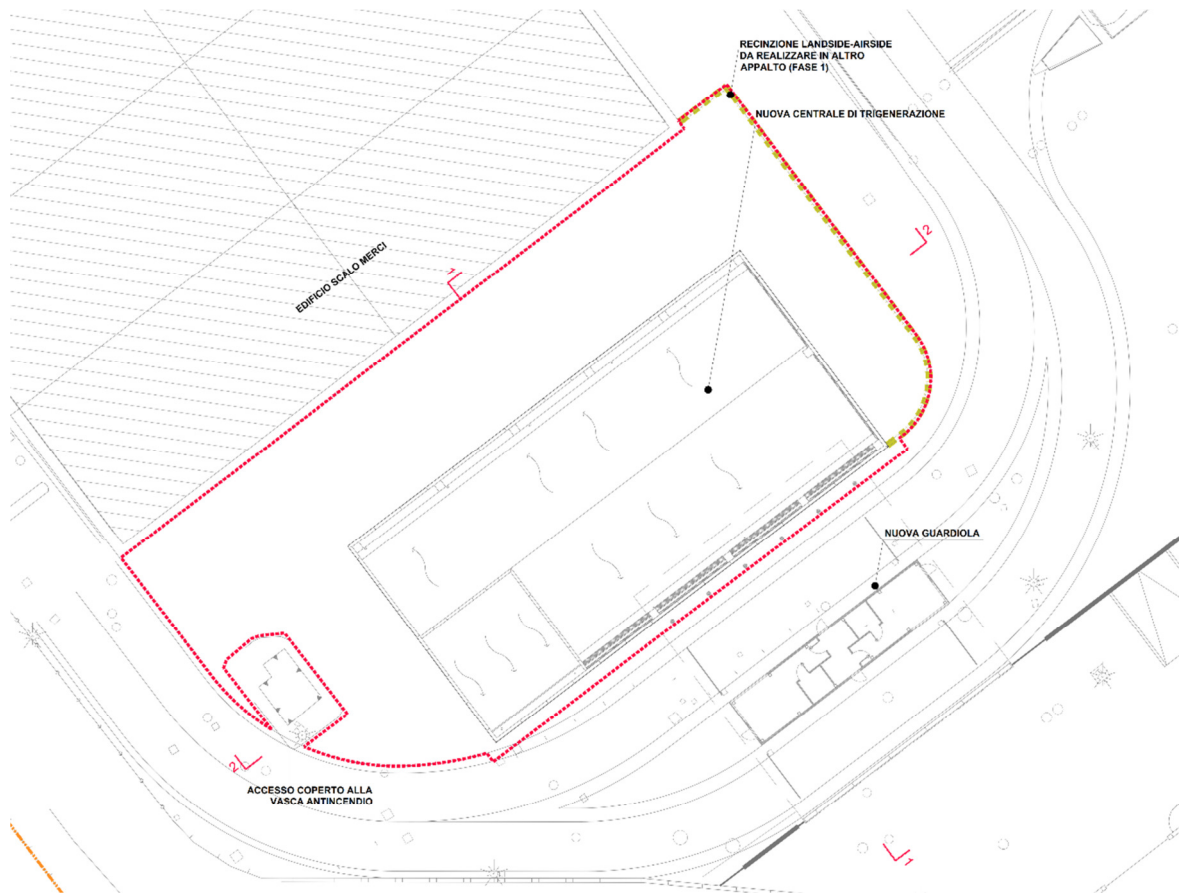 RECINZIONE LANDSIDE-AIRSIDE
DA REALIZZARE IN ALTRO
APPALTO (FASE 1)
NUOVA CENTRALE DI TRIGENERAZIONE
2
1
EDIFICIO SCALO MERCI
NUOVA GUARDIOLA
2
ACCESSO COPERTO ALLA
VASCA ANTINCENDIO
1